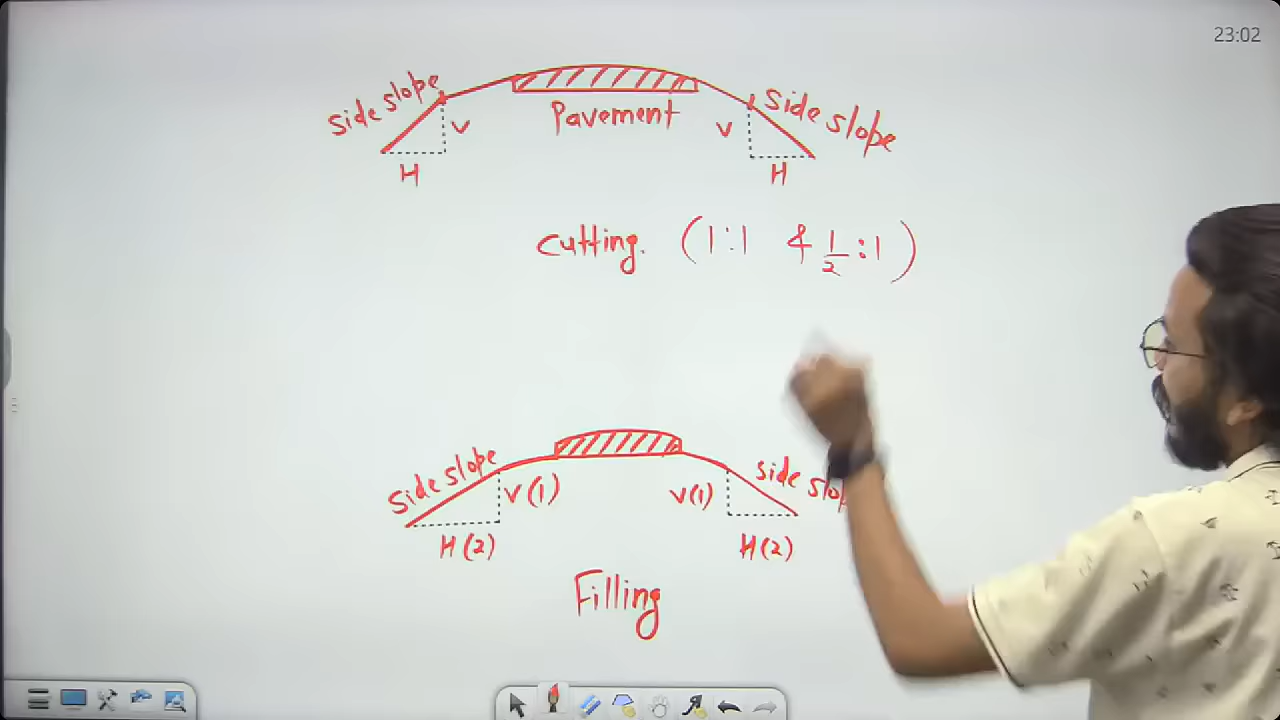 23:02
side slope
side slope
Pavement
V
V
H
H
Cutting. (1:1 & 1/2:1)
side slope
V(1)
V(1)
H(2)
H(2)
Filling